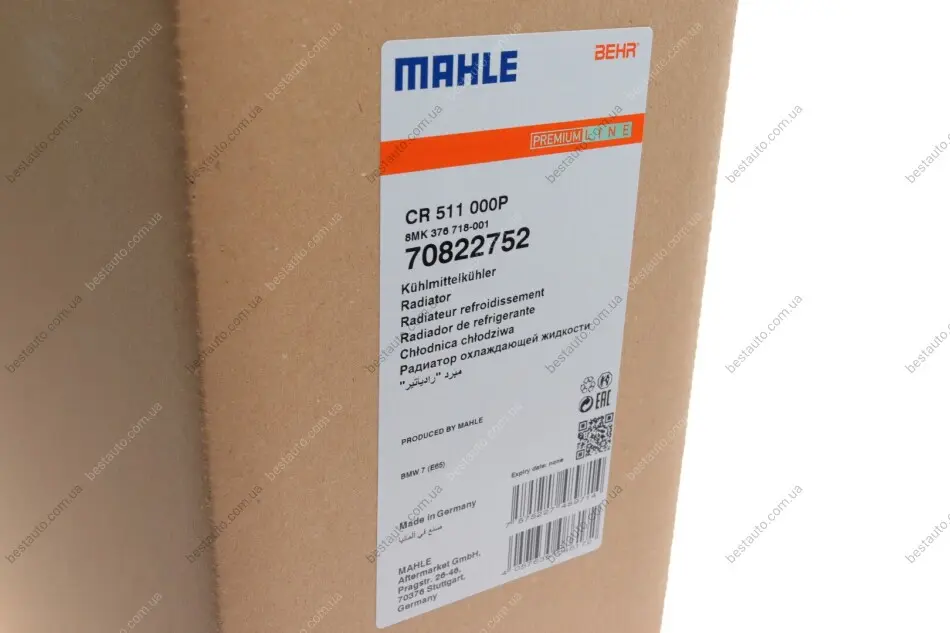 MAHLE
BEHR
PREMIUM LINE
CR 511 000P
8MK 376 718-001
70822752
Kühlmittelkühler
Radiator
Radiateur refroidissement
Radiador de refrigerante
Chłodnica chłodziwa
Радиатор охлаждающей жидкости
مبرد "رادياتير"
EAC
PRODUCED BY MAHLE
BMW 7 (E65)
Expiry date: none
Made in Germany
صنع في ألمانيا
MAHLE
Aftermarket GmbH,
Pragstr. 26-46,
70376 Stuttgart,
Germany
bestauto.com.ua